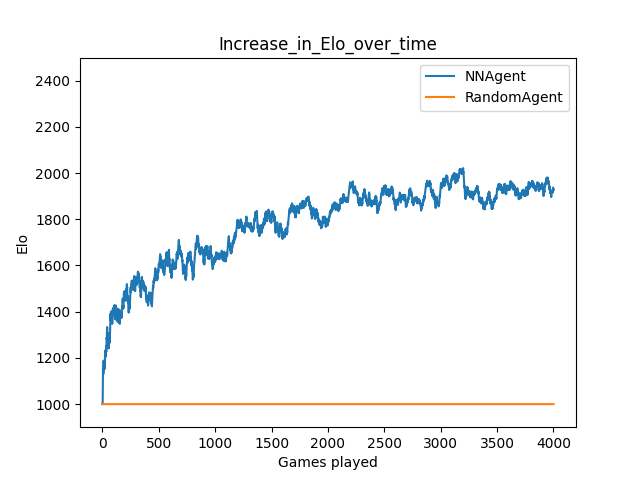 Increase_in_Elo_over_time
NNAgent
RandomAgent
Elo
2400
2200
2000
1800
1600
1400
1200
1000
0 500 1000 1500 2000 2500 3000 3500 4000
Games played